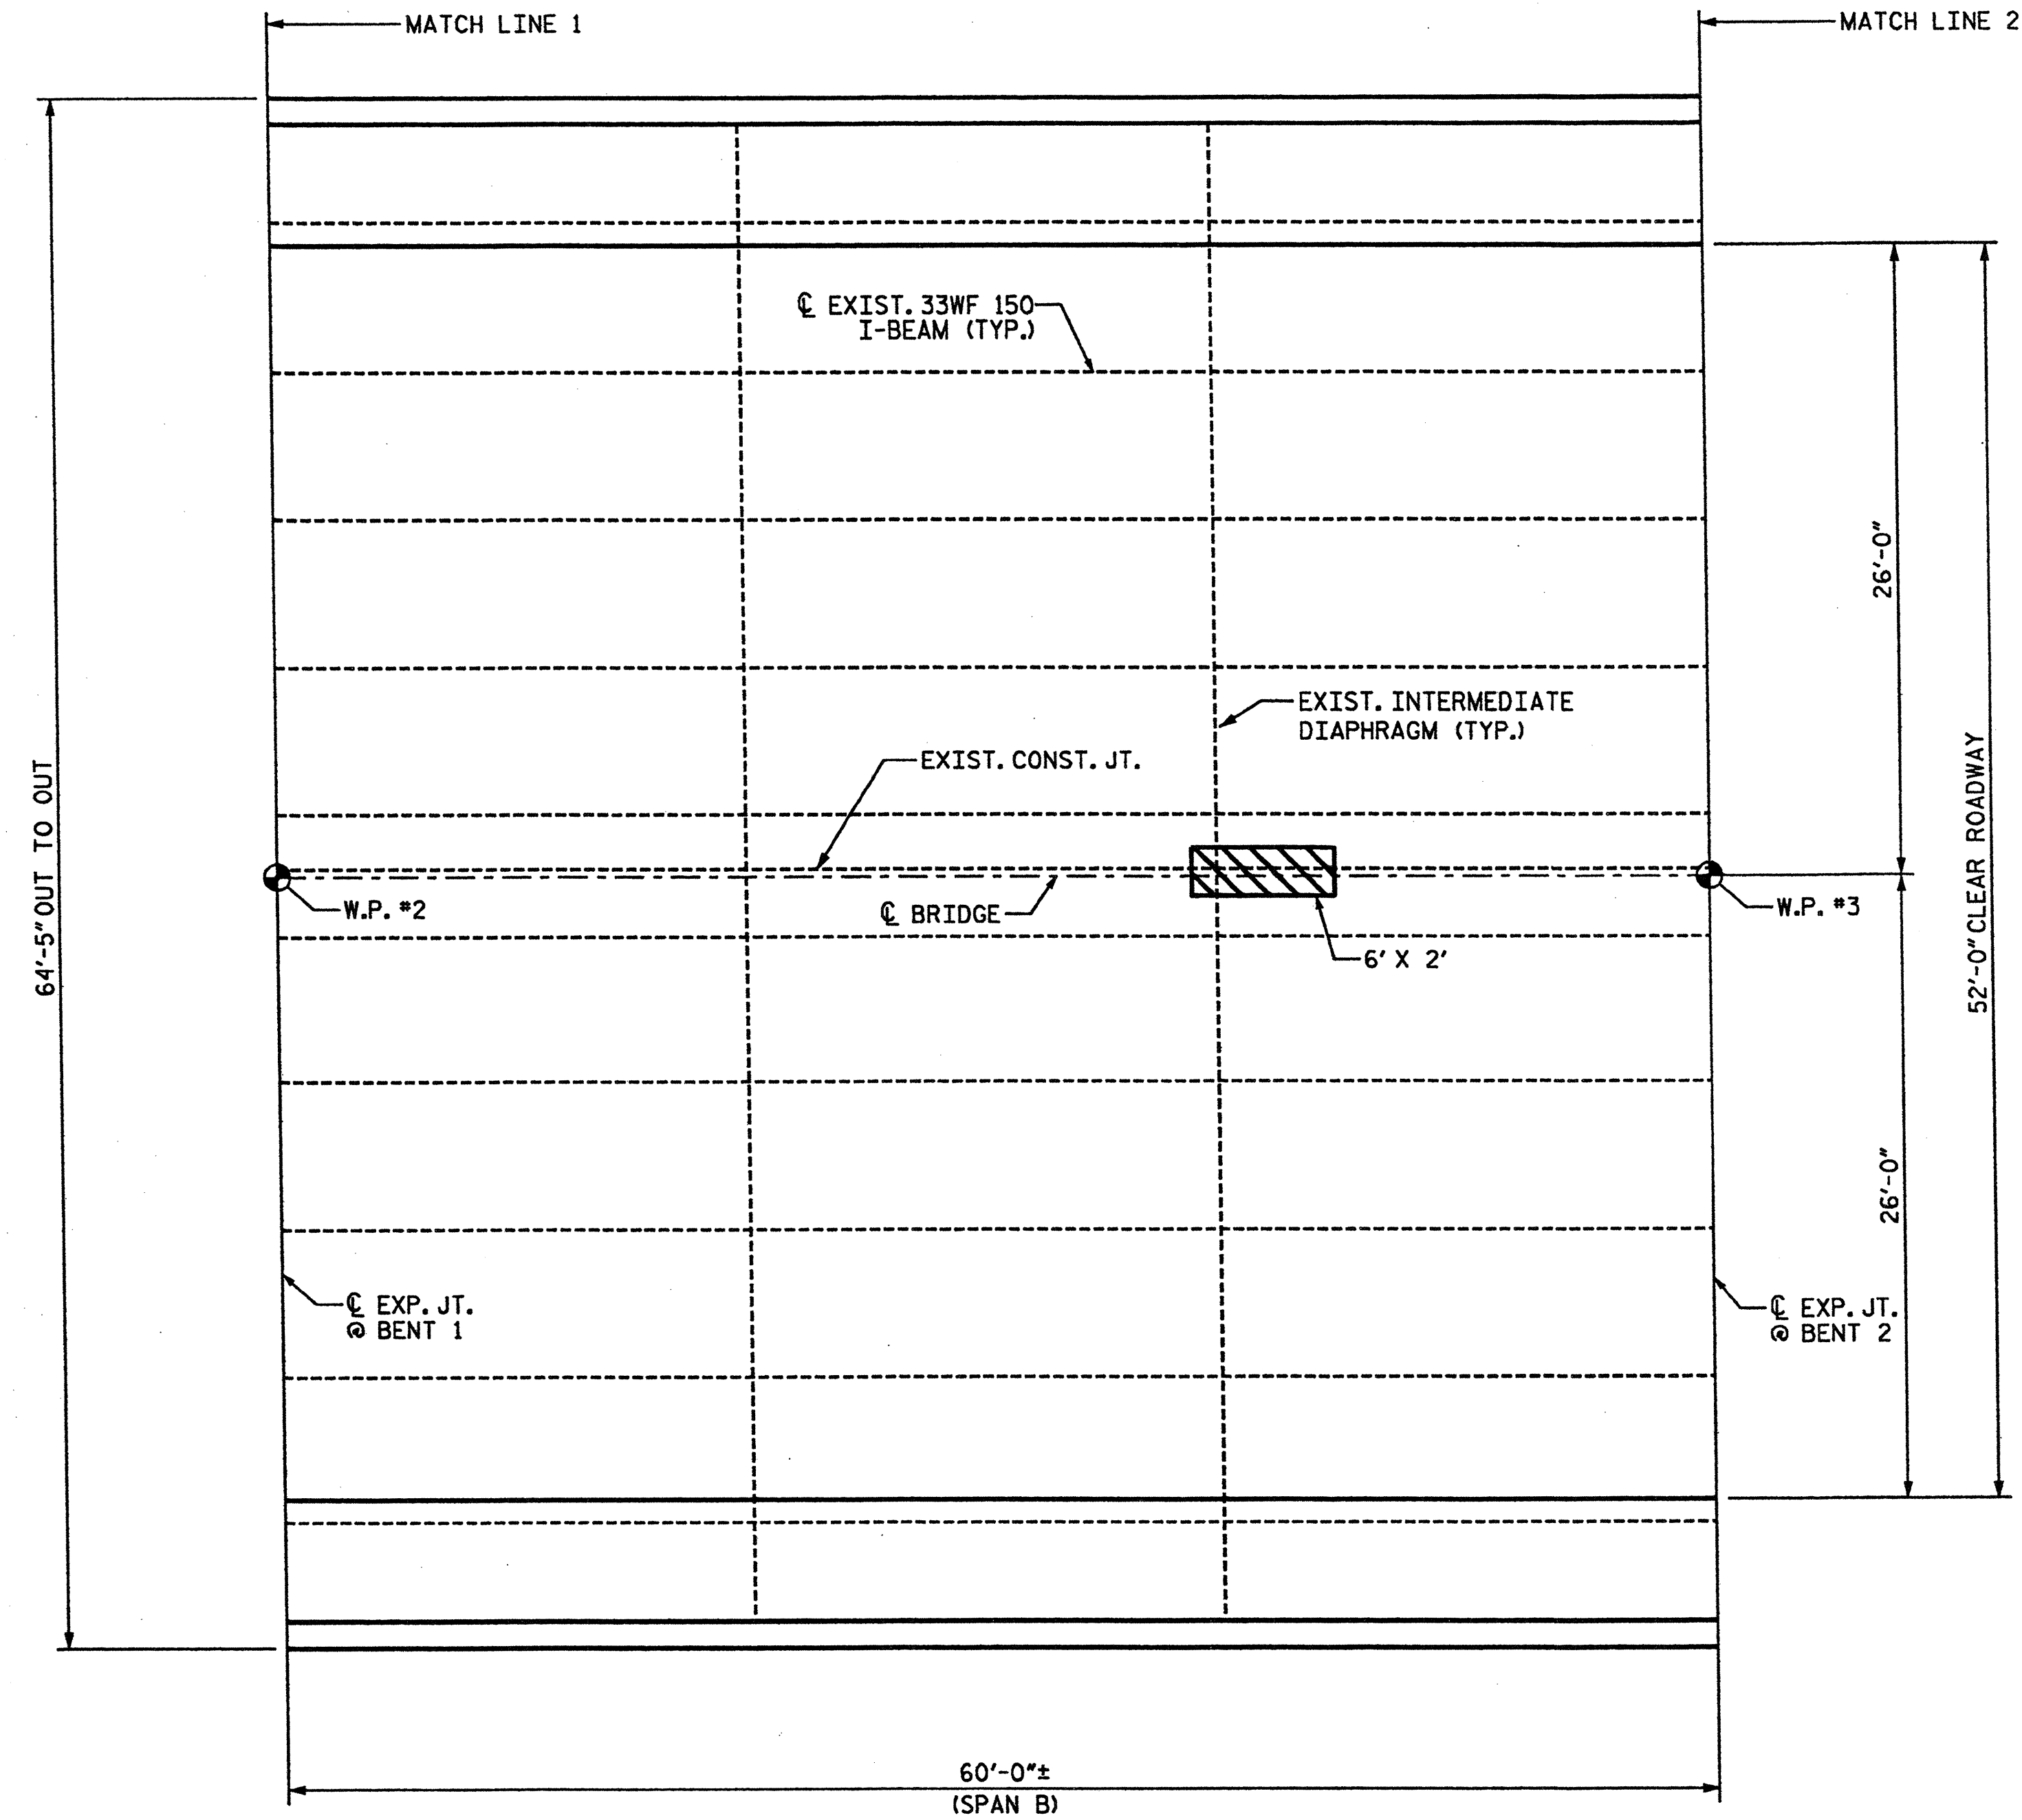 MATCH LINE 1
MATCH LINE 2
℄ EXIST. 33WF 150
I-BEAM (TYP.)
26'-0"
EXIST. INTERMEDIATE
DIAPHRAGM (TYP.)
EXIST. CONST. JT.
64'-5" OUT TO OUT
52'-0" CLEAR ROADWAY
W.P. #2
℄ BRIDGE
W.P. #3
6' X 2'
26'-0"
℄ EXP. JT.
@ BENT 1
℄ EXP. JT.
@ BENT 2
60'-0"±
(SPAN B)